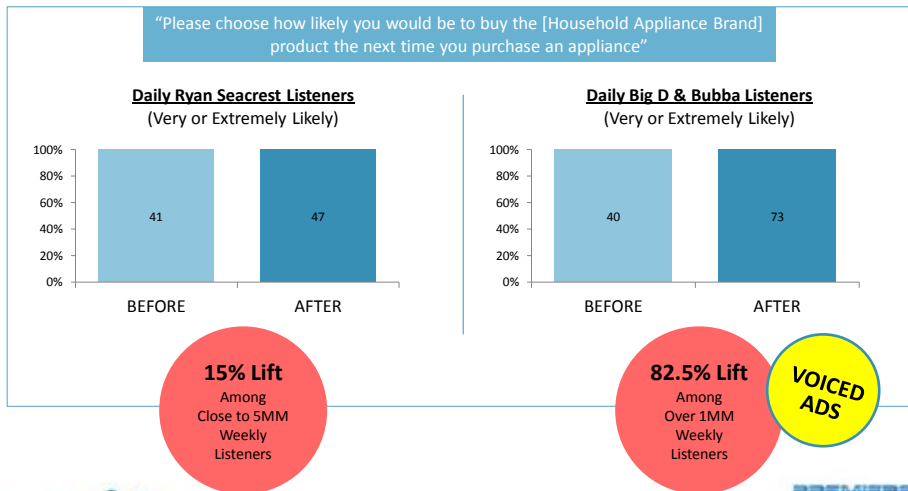 “Please choose how likely you would be to buy the [Household Appliance Brand]
product the next time you purchase an appliance”
Daily Ryan Seacrest Listeners
(Very or Extremely Likely)
100%
80%
60%
40%
20%
0%
41
47
BEFORE
AFTER
15% Lift
Among
Close to 5MM
Weekly
Listeners
Daily Big D & Bubba Listeners
(Very or Extremely Likely)
100%
80%
60%
40%
20%
0%
40
73
BEFORE
AFTER
82.5% Lift
Among
Over 1MM
Weekly
Listeners
VOICED
ADS